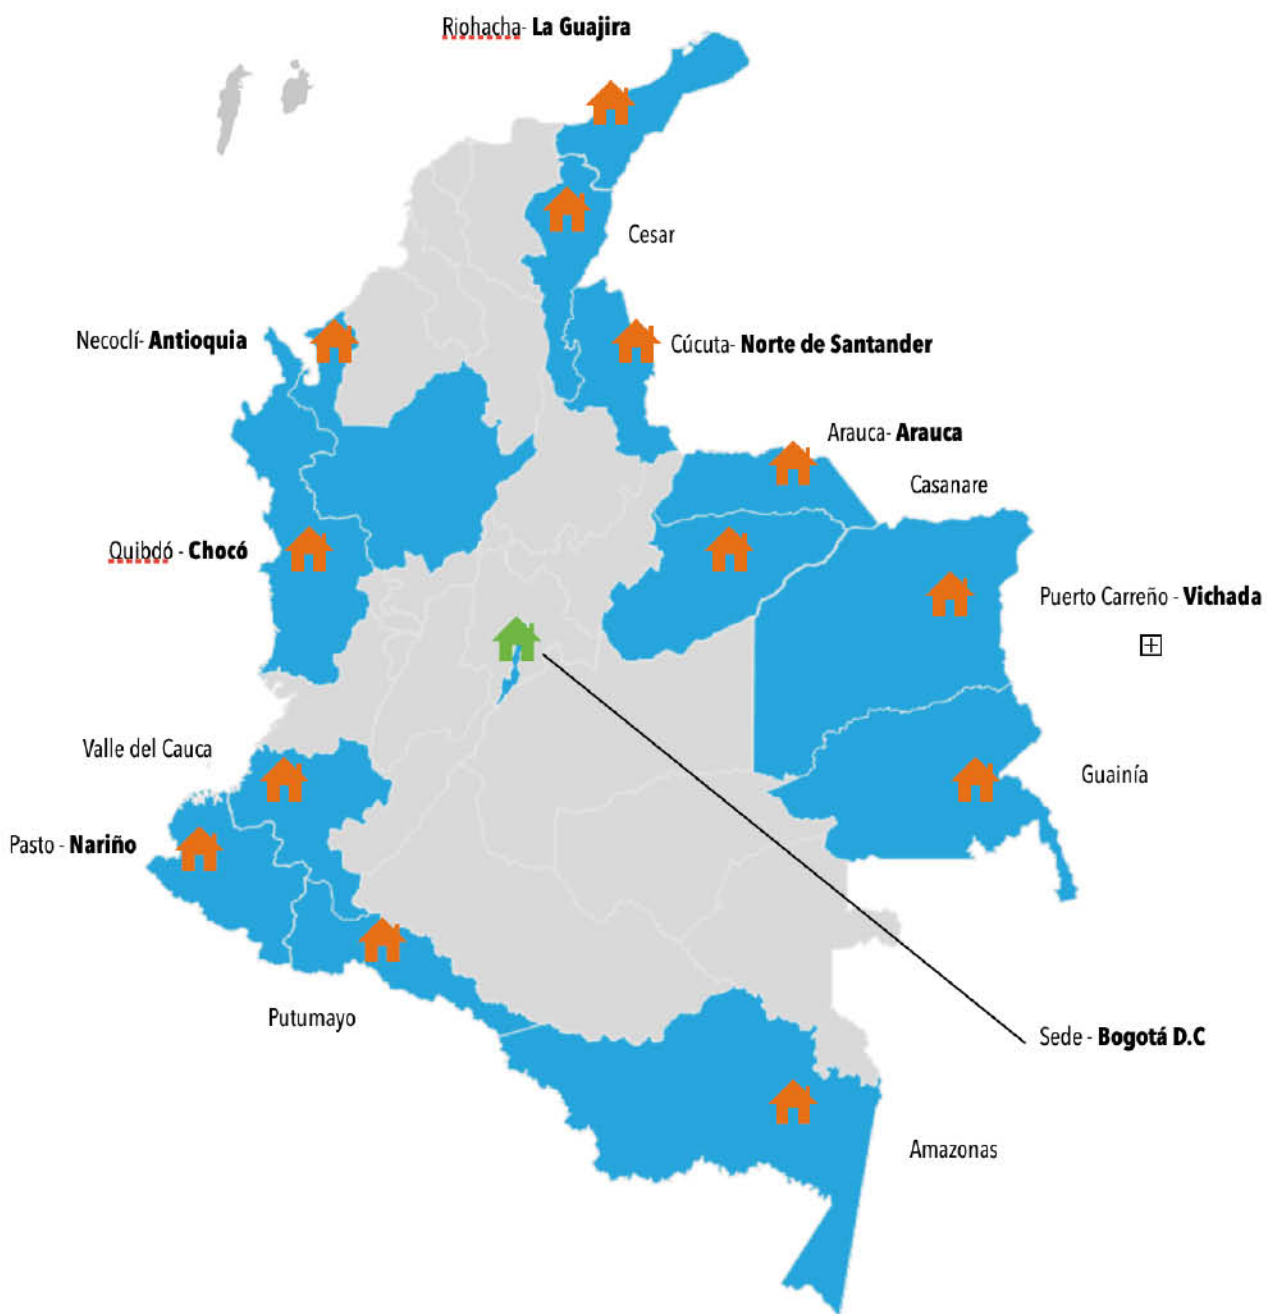 Riohacha- La Guajira
Cesar
Necoclí- Antioquia
Cúcuta- Norte de Santander
Arauca- Arauca
Casanare
Quibdó - Chocó
Puerto Carreño - Vichada
Valle del Cauca
Guainía
Pasto - Nariño
Putumayo
Sede - Bogotá D.C
Amazonas